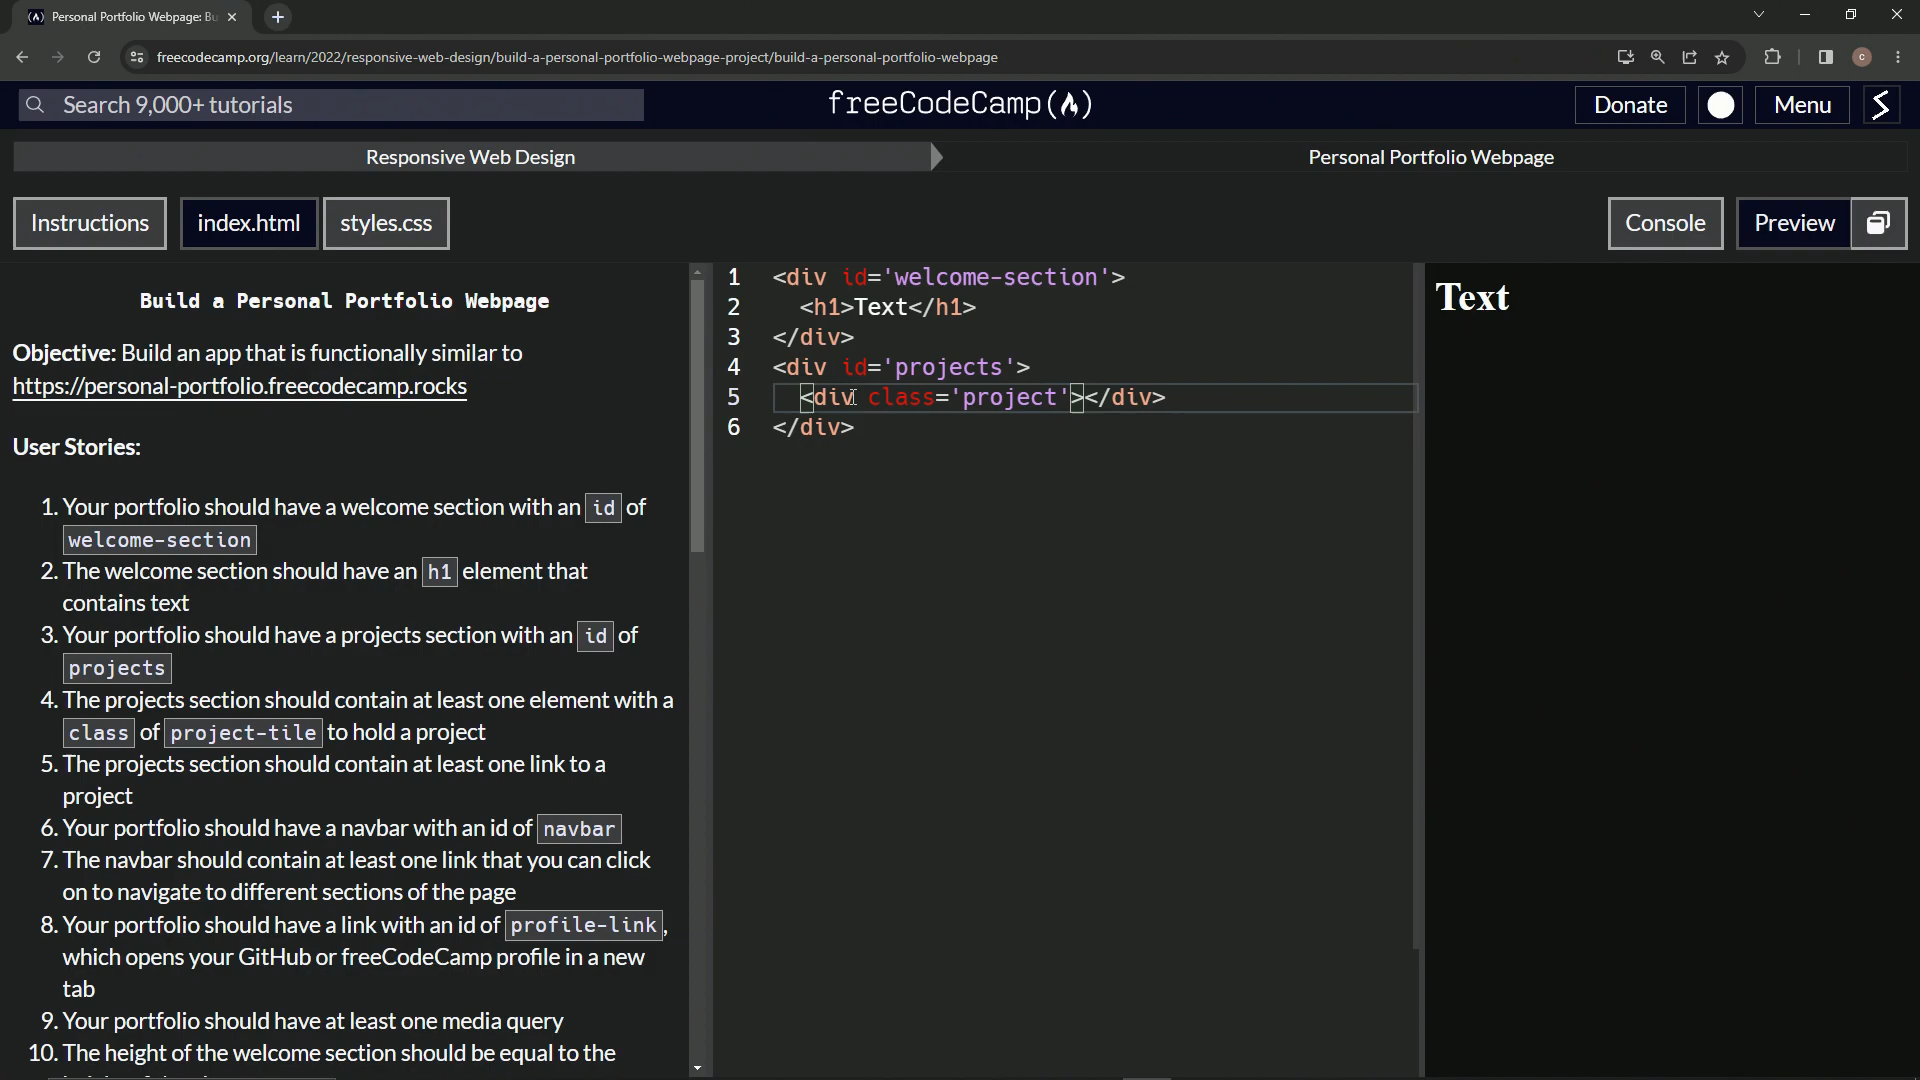 Personal Portfolio Webpage: Bu
freecodecamp.org/learn/2022/responsive-web-design/build-a-personal-portfolio-webpage-project/build-a-personal-portfolio-webpage
C
Search 9,000+ tutorials
freeCodeCamp
Donate
Menu
Responsive Web Design
Personal Portfolio Webpage
Instructions
index.html
styles.css
Console
Preview
Build a Personal Portfolio Webpage
Objective: Build an app that is functionally similar to
https://personal-portfolio.freecodecamp.rocks
User Stories:
1. Your portfolio should have a welcome section with an id of
welcome-section
2. The welcome section should have an h1 element that
contains text
3. Your portfolio should have a projects section with an id of
projects
4. The projects section should contain at least one element with a
class of project-tile to hold a project
5. The projects section should contain at least one link to a
project
6. Your portfolio should have a navbar with an id of navbar
7. The navbar should contain at least one link that you can click
on to navigate to different sections of the page
8. Your portfolio should have a link with an id of profile-link,
which opens your GitHub or freeCodeCamp profile in a new
tab
9. Your portfolio should have at least one media query
10. The height of the welcome section should be equal to the
1 <div id='welcome-section'>
2 <h1>Text</h1>
3 </div>
4 <div id='projects'>
5 <div class='project'></div>
6 </div>
Text